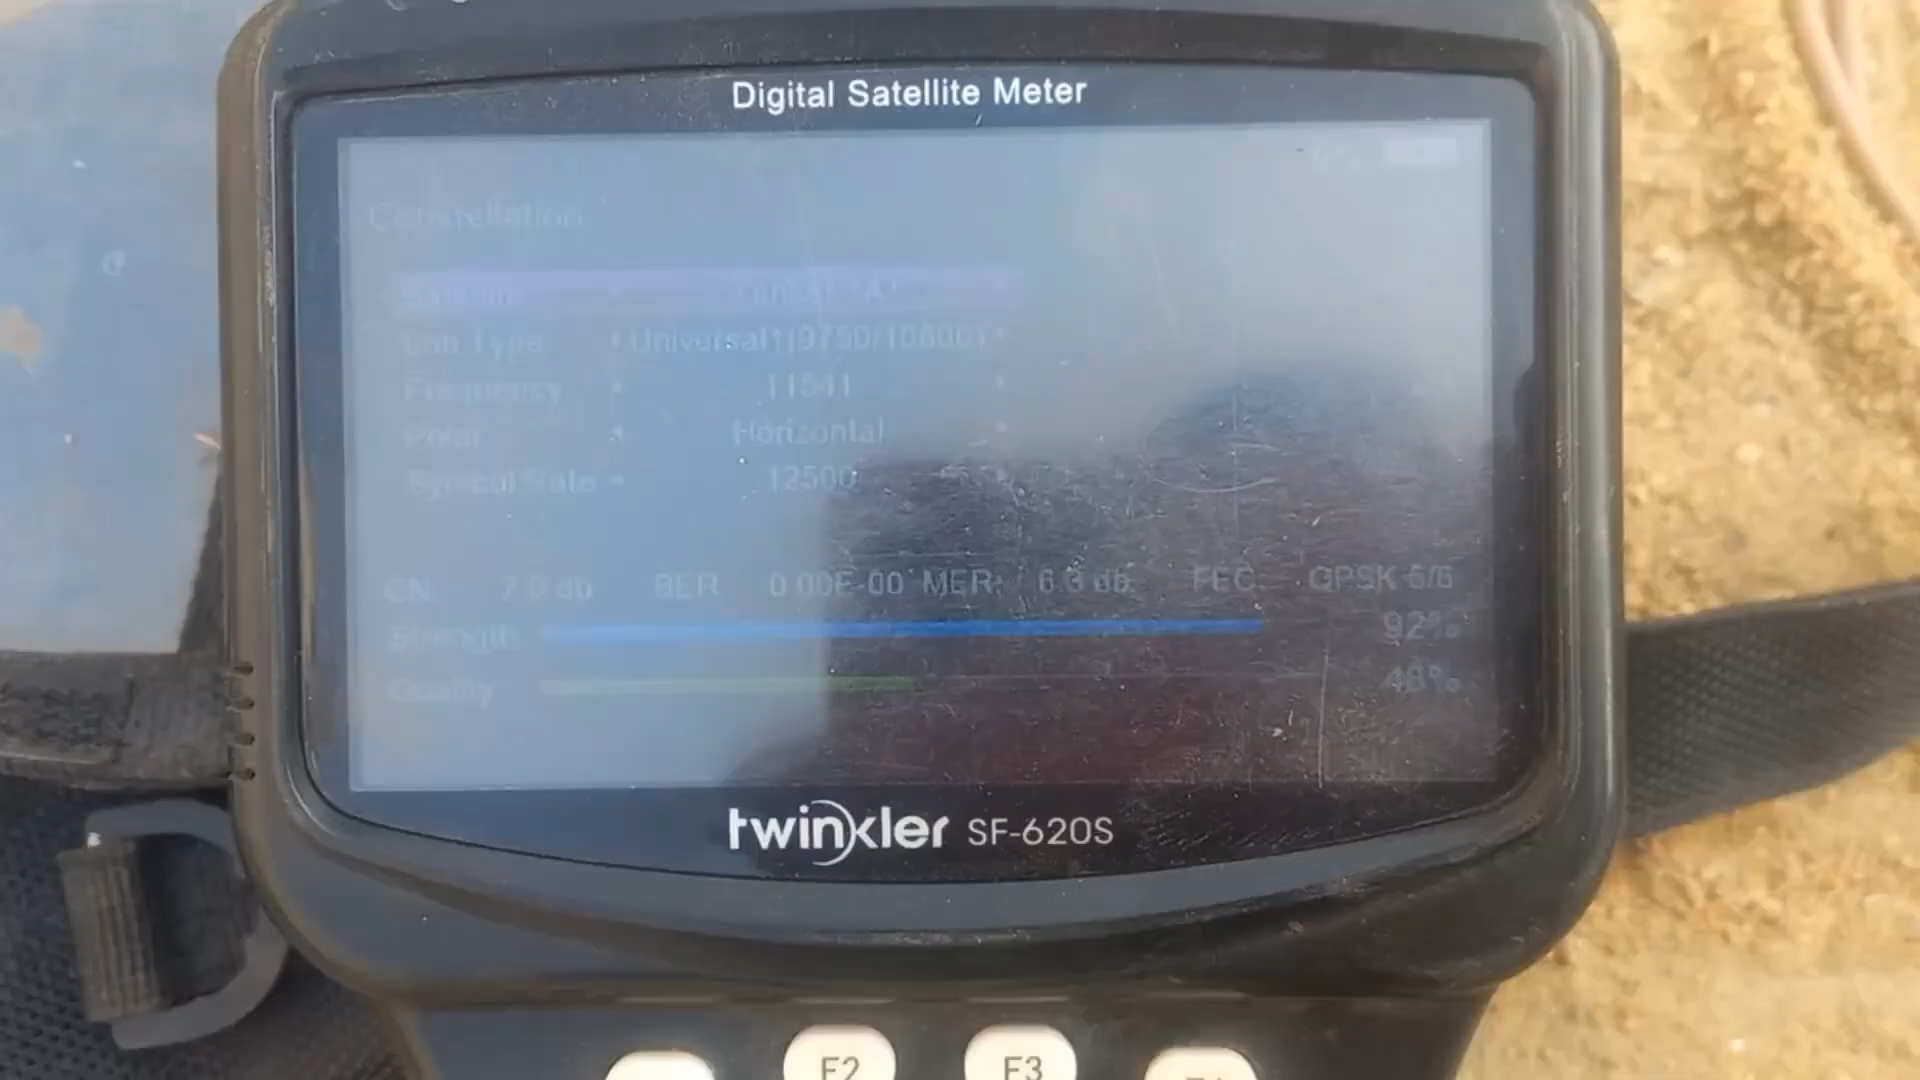 Digital Satellite Meter
Constellation
Lnb Type Universal1(9750/10600)
Frequency 11541
Polar Horizontal
Symbol Rate 12500
CN 7.0 db BER 0.00E-00 MER: 6.3 db FEC QPSK 5/6
Strength 92%
Quality 48%
twinkler SF-620S
F2 F3